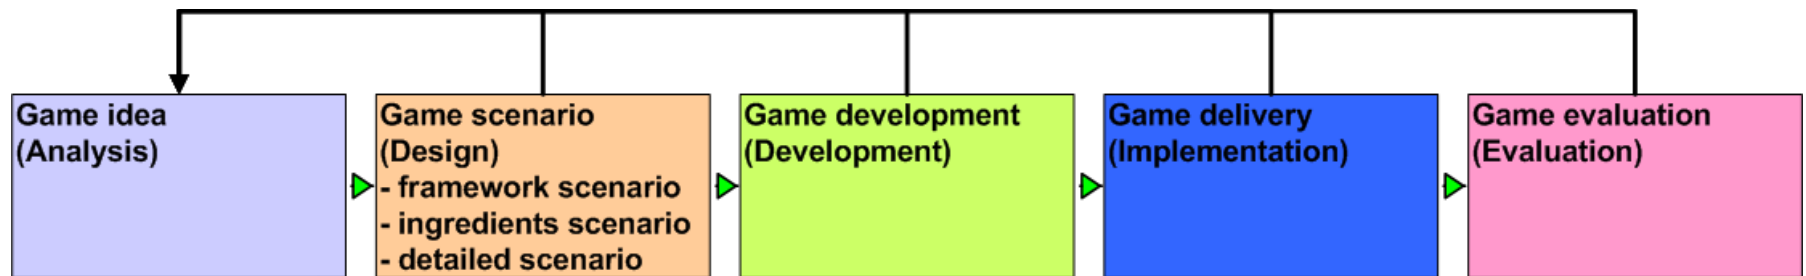 Game idea
(Analysis)
Game scenario
(Design)
- framework scenario
- ingredients scenario
- detailed scenario
Game development
(Development)
Game delivery
(Implementation)
Game evaluation
(Evaluation)